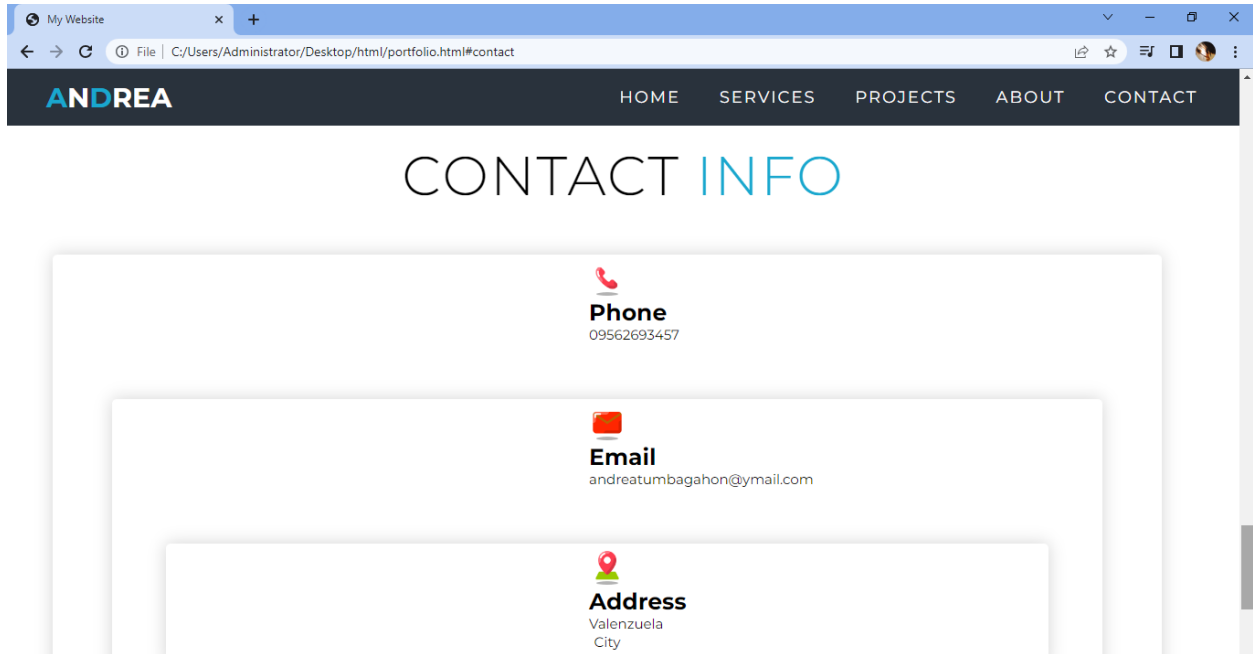 My Website
File | C:/Users/Administrator/Desktop/html/portfolio.html#contact
ANDREA HOME SERVICES PROJECTS ABOUT CONTACT
CONTACT INFO
Phone
09562693457
Email
andreatumbagahon@ymail.com
Address
Valenzuela
City